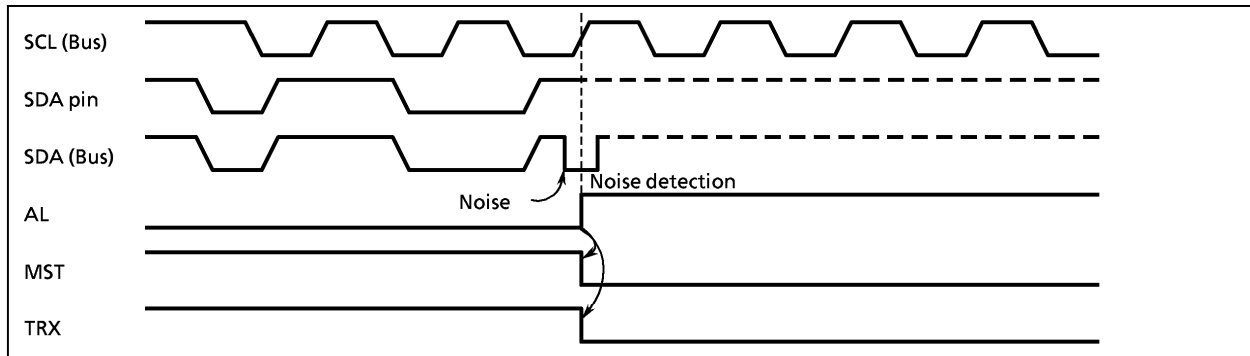 SCL (Bus)
SDA pin
SDA (Bus)
Noise detection
Noise
AL
MST
TRX